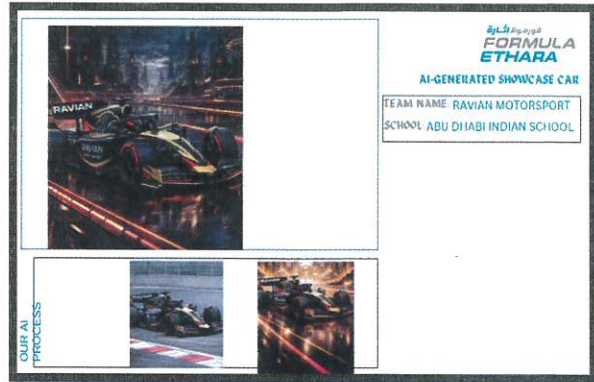 فورمولا إثارة
FORMULA
ETHARA
AI-GENERATED SHOWCASE CAR
TEAM NAME: RAVIAN MOTORSPORT
SCHOOL: ABU DHABI INDIAN SCHOOL
RAVIAN
RAVIAN
OUR AI
PROCESS